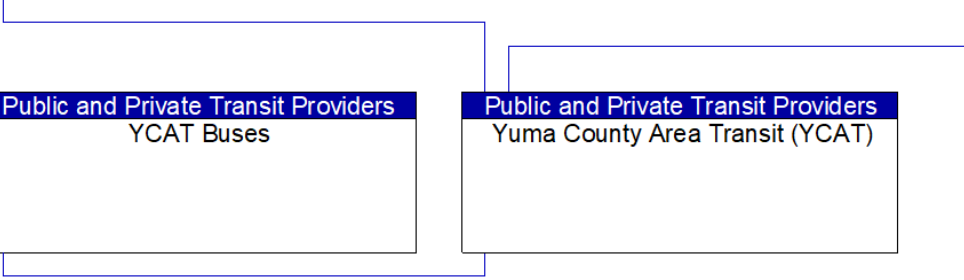 Public and Private Transit Providers
YCAT Buses
Public and Private Transit Providers
Yuma County Area Transit (YCAT)